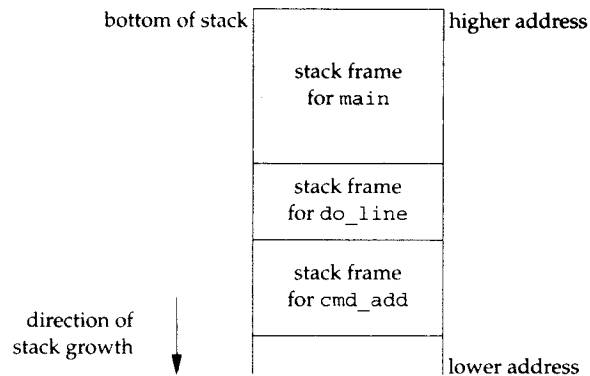 bottom of stack
higher address
stack frame
for main
stack frame
for do_line
stack frame
for cmd_add
direction of
stack growth
lower address